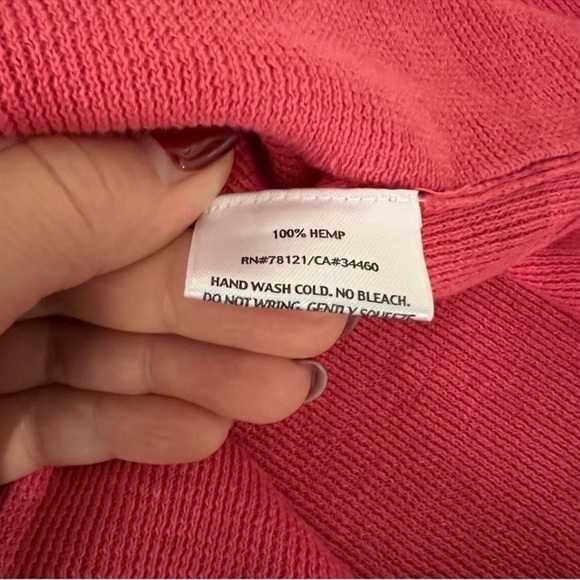 100% HEMP
RN#78121/CA#34460
HAND WASH COLD. NO BLEACH.
DO NOT WRING. GENTLY SQUEEZE